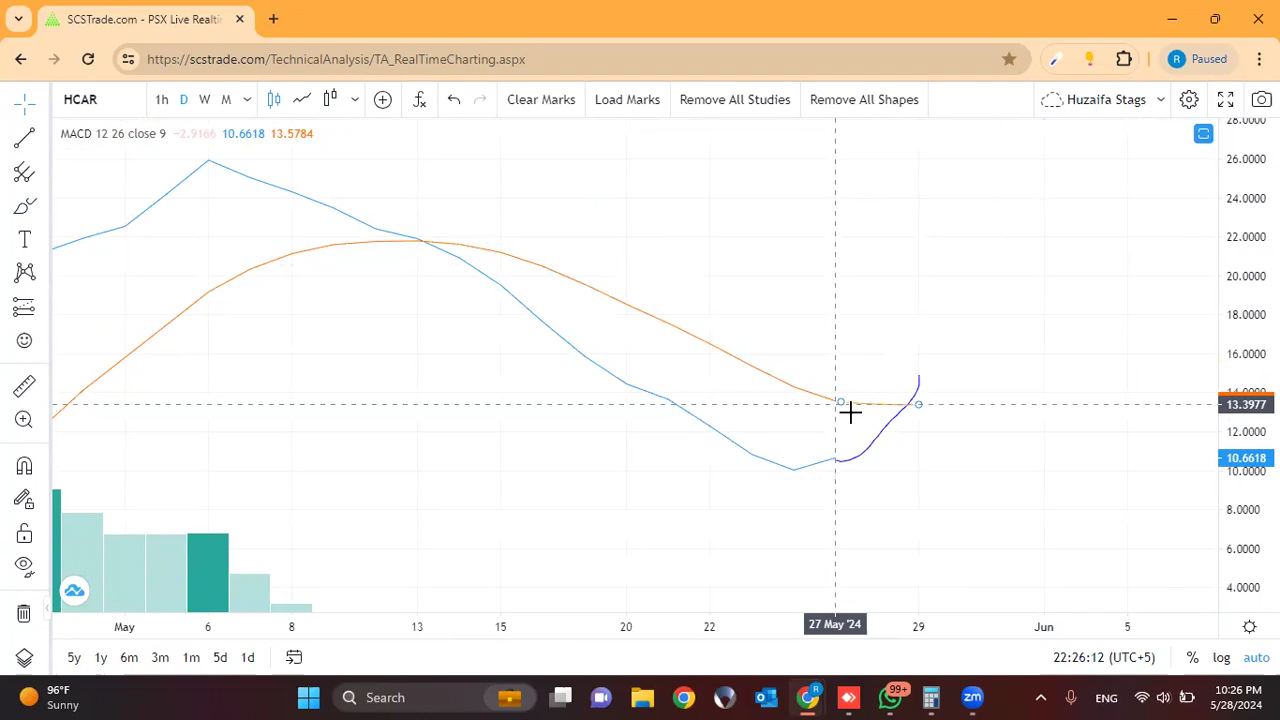 SCSTrade.com - PSX Live Realti
https://scstrade.com/TechnicalAnalysis/TA_RealTimeCharting.aspx
R Paused
HCAR 1h D W M Clear Marks Load Marks Remove All Studies Remove All Shapes Huzaifa Stags
MACD 12 26 close 9 −2.9166 10.6618 13.5784
28.0000
26.0000
24.0000
22.0000
20.0000
18.0000
16.0000
14.0000
13.3977
12.0000
10.6618
10.0000
8.0000
6.0000
4.0000
May 6 8 13 15 20 22 27 May '24 29 Jun 5
5y 1y 6m 3m 1m 5d 1d 22:26:12 (UTC+5) % log auto
96°F
Sunny
Search
R
99+
zm
ENG
10:26 PM
5/28/2024